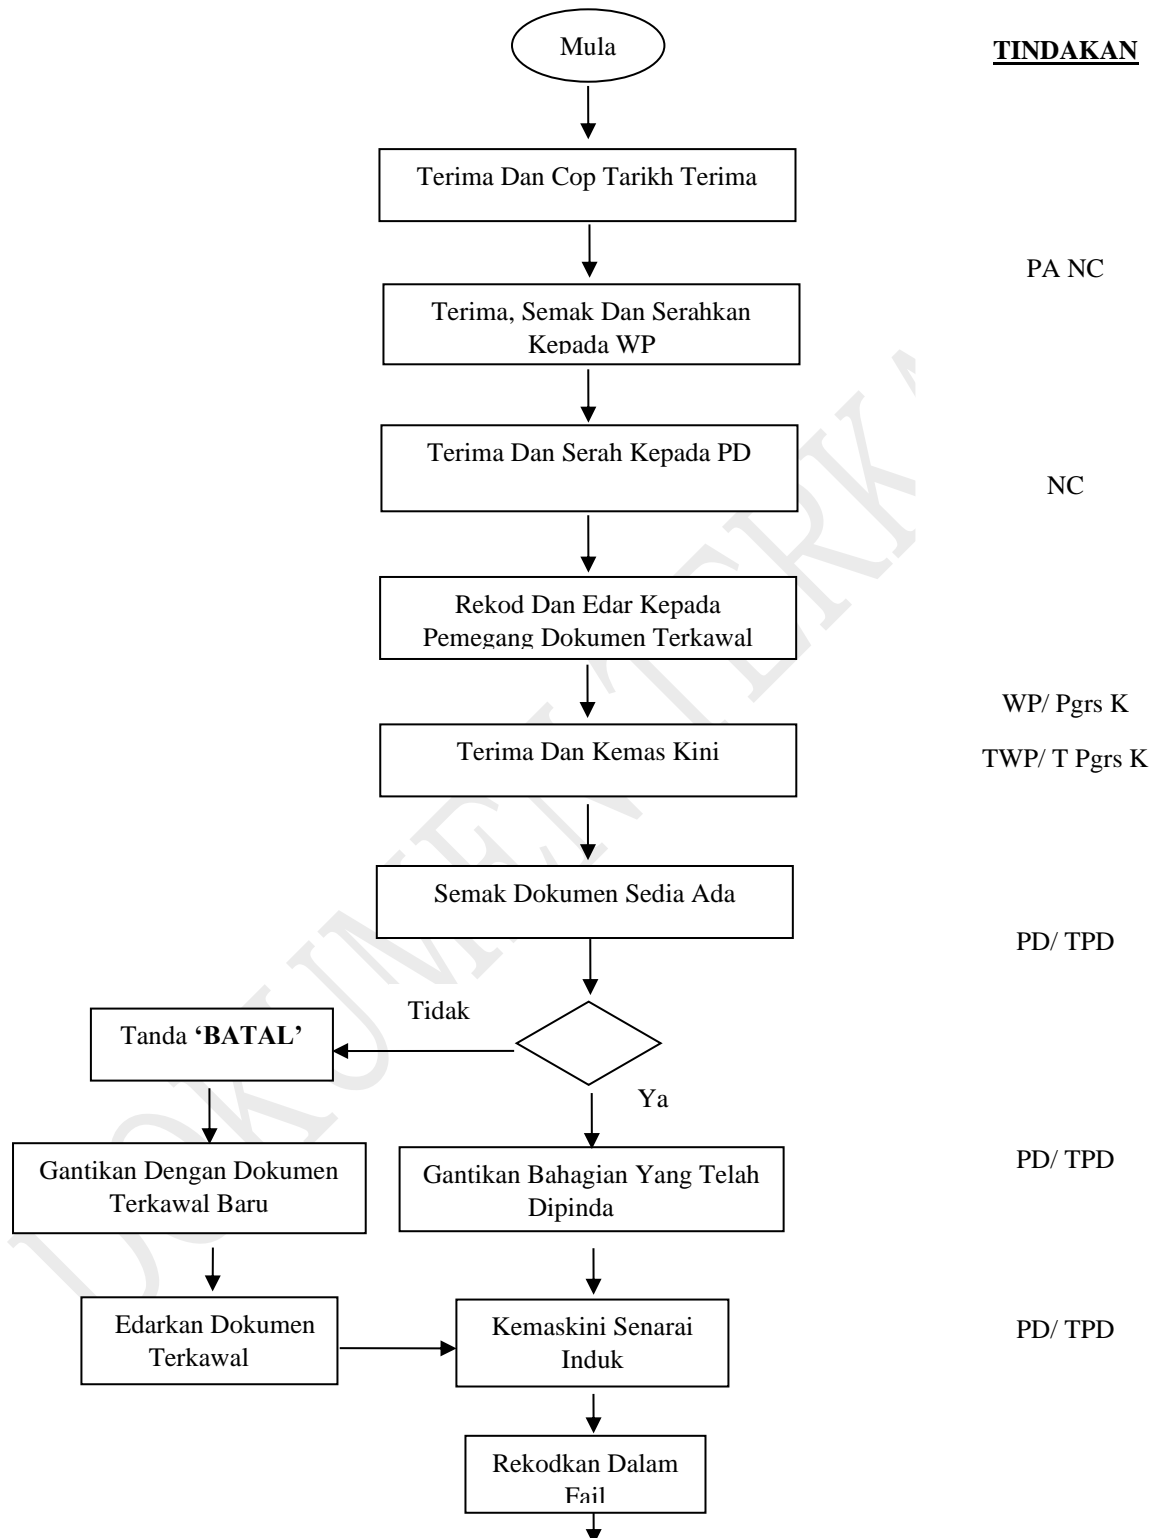 Mula
TINDAKAN
Terima Dan Cop Tarikh Terima
PA NC
Terima, Semak Dan Serahkan
Kepada WP
Terima Dan Serah Kepada PD
NC
Rekod Dan Edar Kepada
Pemegang Dokumen Terkawal
WP/ Pgrs K
Terima Dan Kemas Kini
TWP/ T Pgrs K
Semak Dokumen Sedia Ada
PD/ TPD
Tidak
Tanda ‘BATAL’
Ya
Gantikan Dengan Dokumen
Terkawal Baru
Gantikan Bahagian Yang Telah
Dipinda
PD/ TPD
Edarkan Dokumen
Terkawal
Kemaskini Senarai
Induk
PD/ TPD
Rekodkan Dalam
Fail
DOKUMEN TERKA